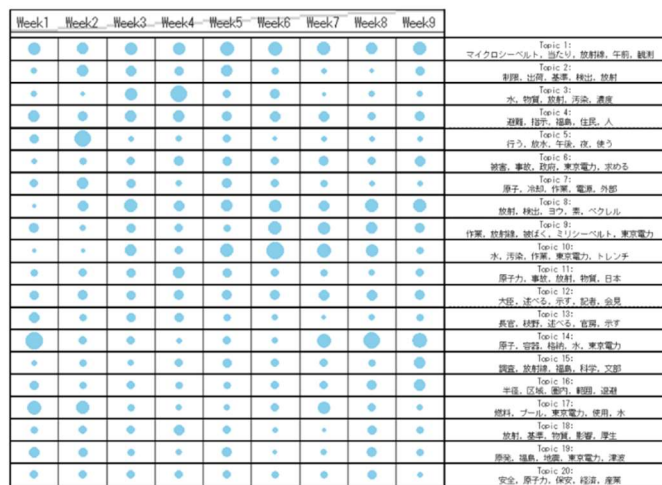 Week1 Week2 Week3 Week4 Week5 Week6 Week7 Week8 Week9
Topic 1:
マイクロシーベルト, 当たり, 放射線, 午前, 観測
Topic 2:
制限, 出荷, 基準, 検出, 放射
Topic 3:
水, 物質, 放射, 汚染, 濃度
Topic 4:
避難, 指示, 福島, 住民, 人
Topic 5:
行う, 放水, 午後, 夜, 使う
Topic 6:
被害, 事故, 政府, 東京電力, 求める
Topic 7:
原子, 冷却, 作業, 電源, 外部
Topic 8:
放射, 検出, ヨウ, 素, ベクレル
Topic 9:
作業, 放射線, 被ばく, ミリシーベルト, 東京電力
Topic 10:
水, 汚染, 作業, 東京電力, トレンチ
Topic 11:
原子力, 事故, 放射, 物質, 日本
Topic 12:
大臣, 述べる, 示す, 記者, 会見
Topic 13:
長官, 枝野, 述べる, 官房, 示す
Topic 14:
原子, 容器, 格納, 水, 東京電力
Topic 15:
調査, 放射線, 福島, 科学, 文部
Topic 16:
半径, 区域, 圏内, 範囲, 退避
Topic 17:
燃料, プール, 東京電力, 使用, 水
Topic 18:
放射, 基準, 物質, 影響, 厚生
Topic 19:
原発, 福島, 地震, 東京電力, 津波
Topic 20:
安全, 原子力, 保安, 経済, 産業